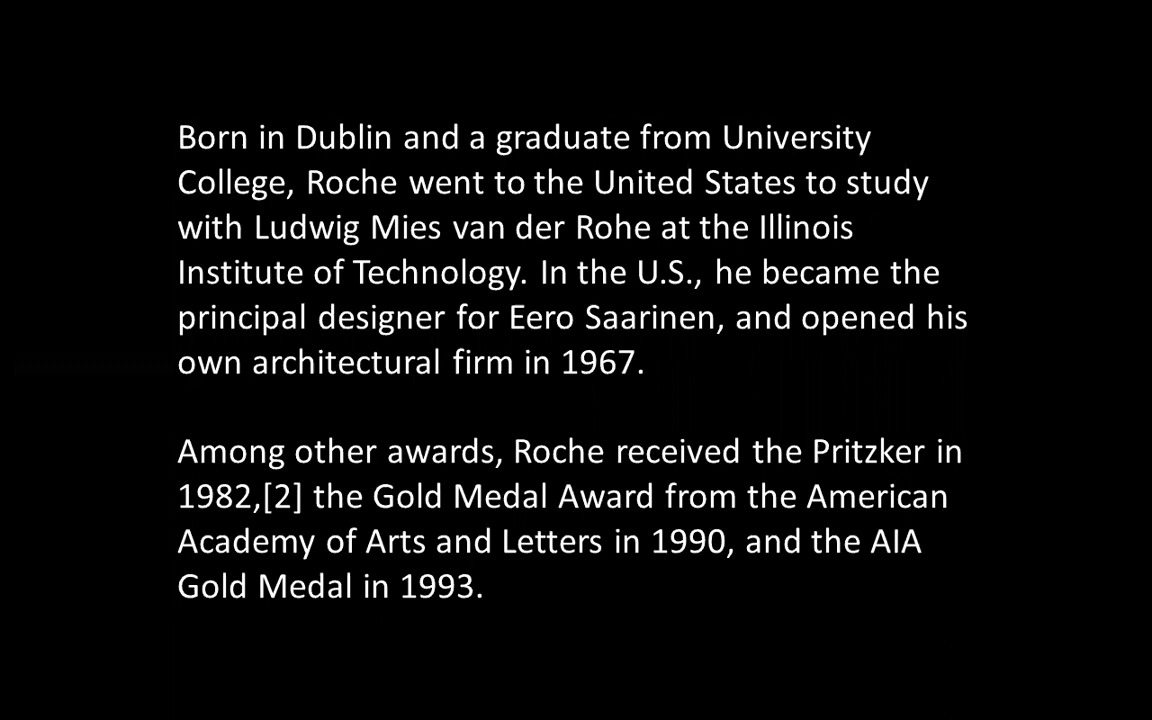 Born in Dublin and a graduate from University
College, Roche went to the United States to study
with Ludwig Mies van der Rohe at the Illinois
Institute of Technology. In the U.S., he became the
principal designer for Eero Saarinen, and opened his
own architectural firm in 1967.
Among other awards, Roche received the Pritzker in
1982,[2] the Gold Medal Award from the American
Academy of Arts and Letters in 1990, and the AIA
Gold Medal in 1993.